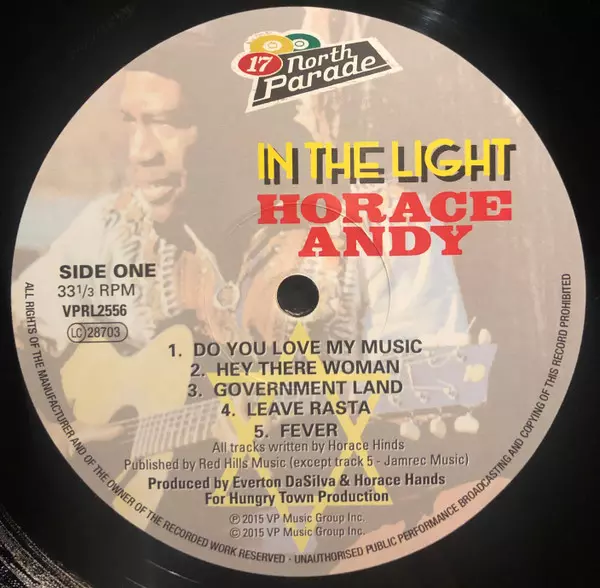 17 North
Parade
IN THE LIGHT
HORACE
ANDY
SIDE ONE
33 1/3 RPM
VPRL2556
LC 28703
1. DO YOU LOVE MY MUSIC
2. HEY THERE WOMAN
3. GOVERNMENT LAND
4. LEAVE RASTA
5. FEVER
All tracks written by Horace Hinds
Published by Red Hills Music (except track 5 - Jamrec Music)
Produced by Everton DaSilva & Horace Hands
For Hungry Town Production
℗ 2015 VP Music Group Inc.
© 2015 VP Music Group Inc.
ALL RIGHTS OF THE MANUFACTURER AND OF THE OWNER OF THE RECORDED WORK RESERVED - UNAUTHORISED PUBLIC PERFORMANCE BROADCASTING AND COPYING OF THIS RECORD PROHIBITED